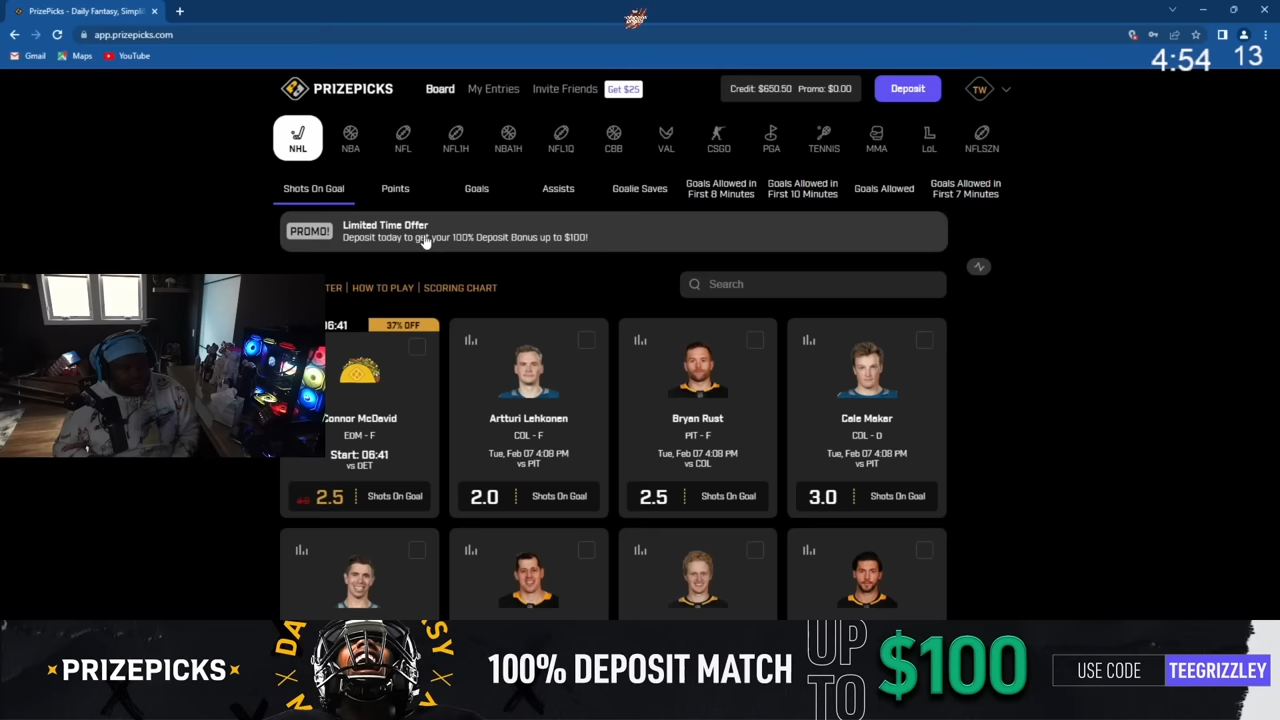 PrizePicks - Daily Fantasy, Simpli
app.prizepicks.com
Gmail Maps YouTube
4:54 13
PRIZEPICKS Board My Entries Invite Friends Get $25 Credit: $650.50 Promo: $0.00 Deposit TW
NHL NBA NFL NFL1H NBA1H NFL1Q CBB VAL CSGO PGA TENNIS MMA LoL NFLSZN
Shots On Goal Points Goals Assists Goalie Saves Goals Allowed in First 8 Minutes Goals Allowed in First 10 Minutes Goals Allowed Goals Allowed in First 7 Minutes
PROMO!
Limited Time Offer
Deposit today to get your 100% Deposit Bonus up to $100!
TER | HOW TO PLAY | SCORING CHART Search
06:41 37% OFF
Connor McDavid
EDM - F
Start: 06:41
vs DET
2.5 Shots On Goal
Artturi Lehkonen
COL - F
Tue, Feb 07 4:08 PM
vs PIT
2.0 Shots On Goal
Bryan Rust
PIT - F
Tue, Feb 07 4:08 PM
vs COL
2.5 Shots On Goal
Cale Makar
COL - D
Tue, Feb 07 4:08 PM
vs PIT
3.0 Shots On Goal
PRIZEPICKS
100% DEPOSIT MATCH
UP TO
$100
USE CODE TEEGRIZZLEY